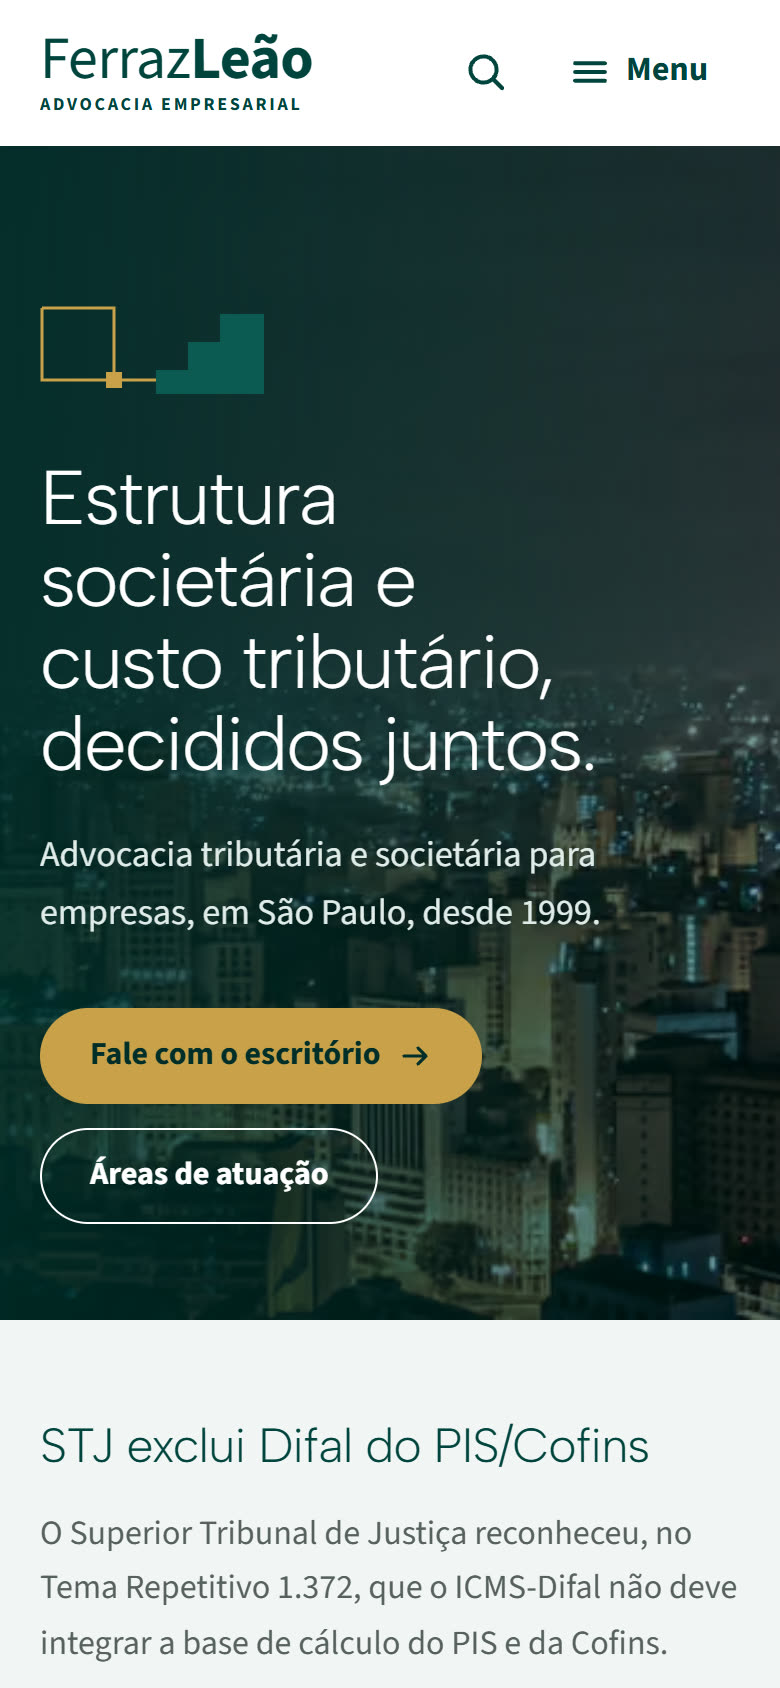 FerrazLeão
ADVOCACIA EMPRESARIAL
Menu
Estrutura
societária e
custo tributário,
decididos juntos.
Advocacia tributária e societária para
empresas, em São Paulo, desde 1999.
Fale com o escritório
Áreas de atuação
STJ exclui Difal do PIS/Cofins
O Superior Tribunal de Justiça reconheceu, no
Tema Repetitivo 1.372, que o ICMS-Difal não deve
integrar a base de cálculo do PIS e da Cofins.